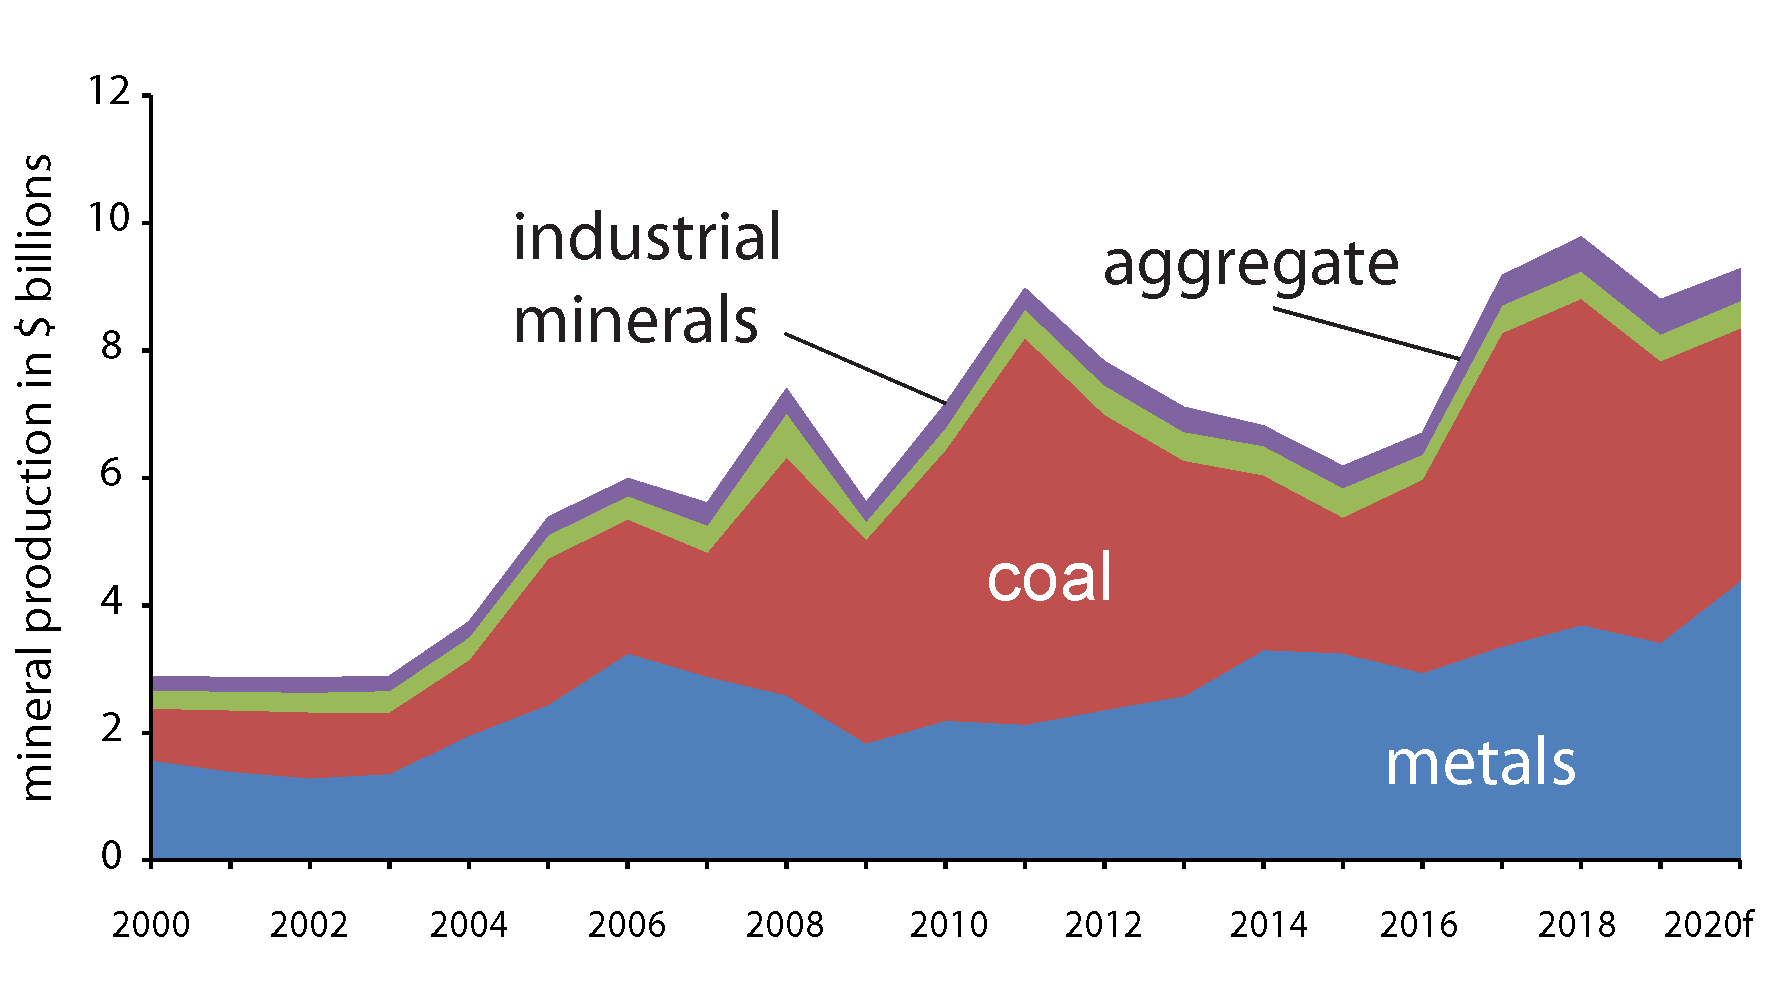 mineral production in $ billions
12
10
8
6
4
2
0
industrial
minerals
aggregate
coal
metals
2000 2002 2004 2006 2008 2010 2012 2014 2016 2018 2020f